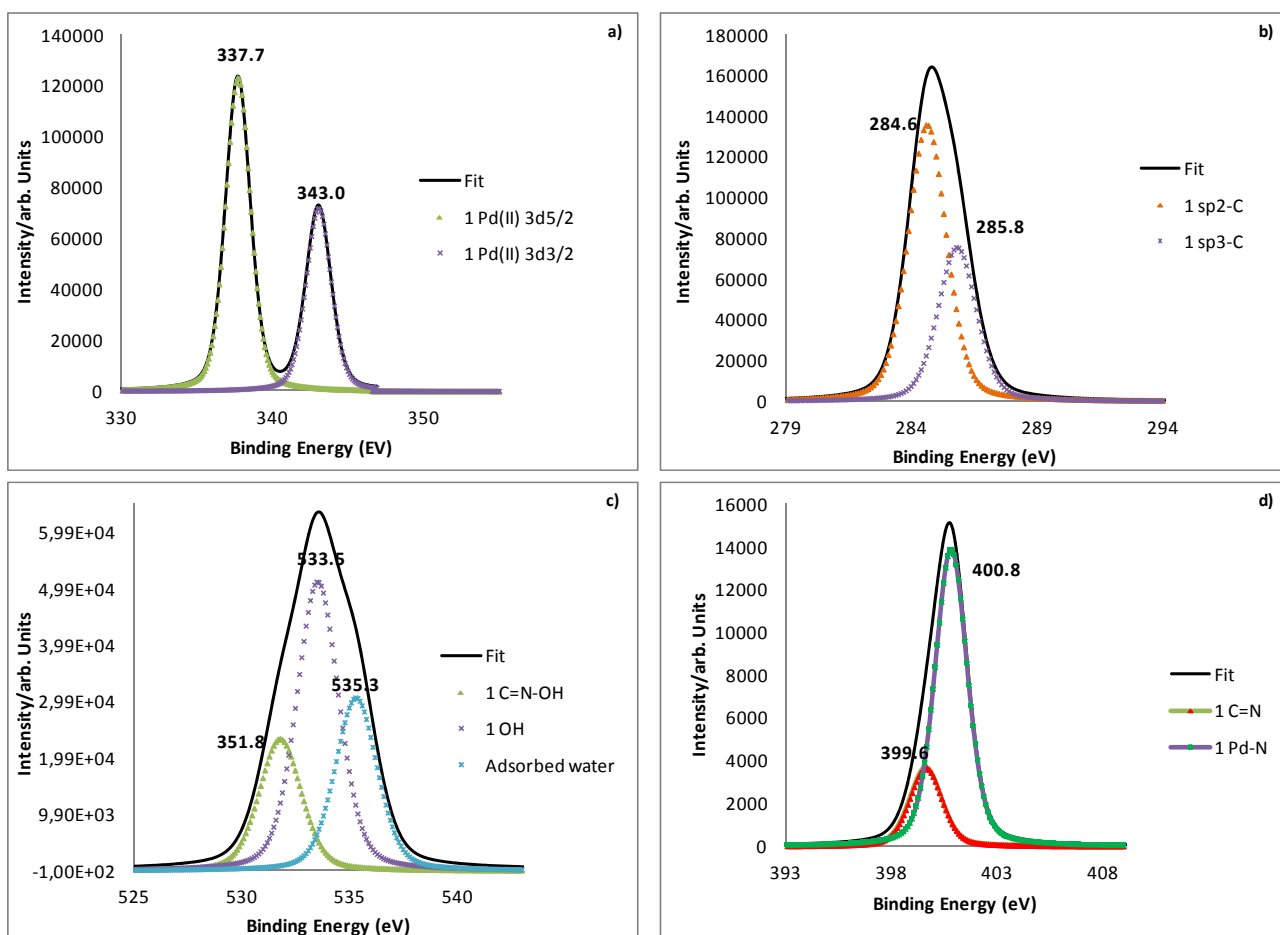 a)
140000
120000
100000
80000
60000
40000
20000
0
Intensity/arb. Units
337.7
343.0
Fit
1 Pd(II) 3d5/2
1 Pd(II) 3d3/2
330 340 350
Binding Energy (EV)
b)
180000
160000
140000
120000
100000
80000
60000
40000
20000
0
Intensity/arb. Units
284.6
285.8
Fit
1 sp2-C
1 sp3-C
279 284 289 294
Binding Energy (eV)
c)
5,99E+04
4,99E+04
3,99E+04
2,99E+04
1,99E+04
9,90E+03
-1,00E+02
Intensity/arb. Units
533.5
535.3
351.8
Fit
1 C=N-OH
1 OH
Adsorbed water
525 530 535 540
Binding Energy (eV)
d)
16000
14000
12000
10000
8000
6000
4000
2000
0
Intensity/arb. Units
400.8
399.6
Fit
1 C=N
1 Pd-N
393 398 403 408
Binding Energy (eV)